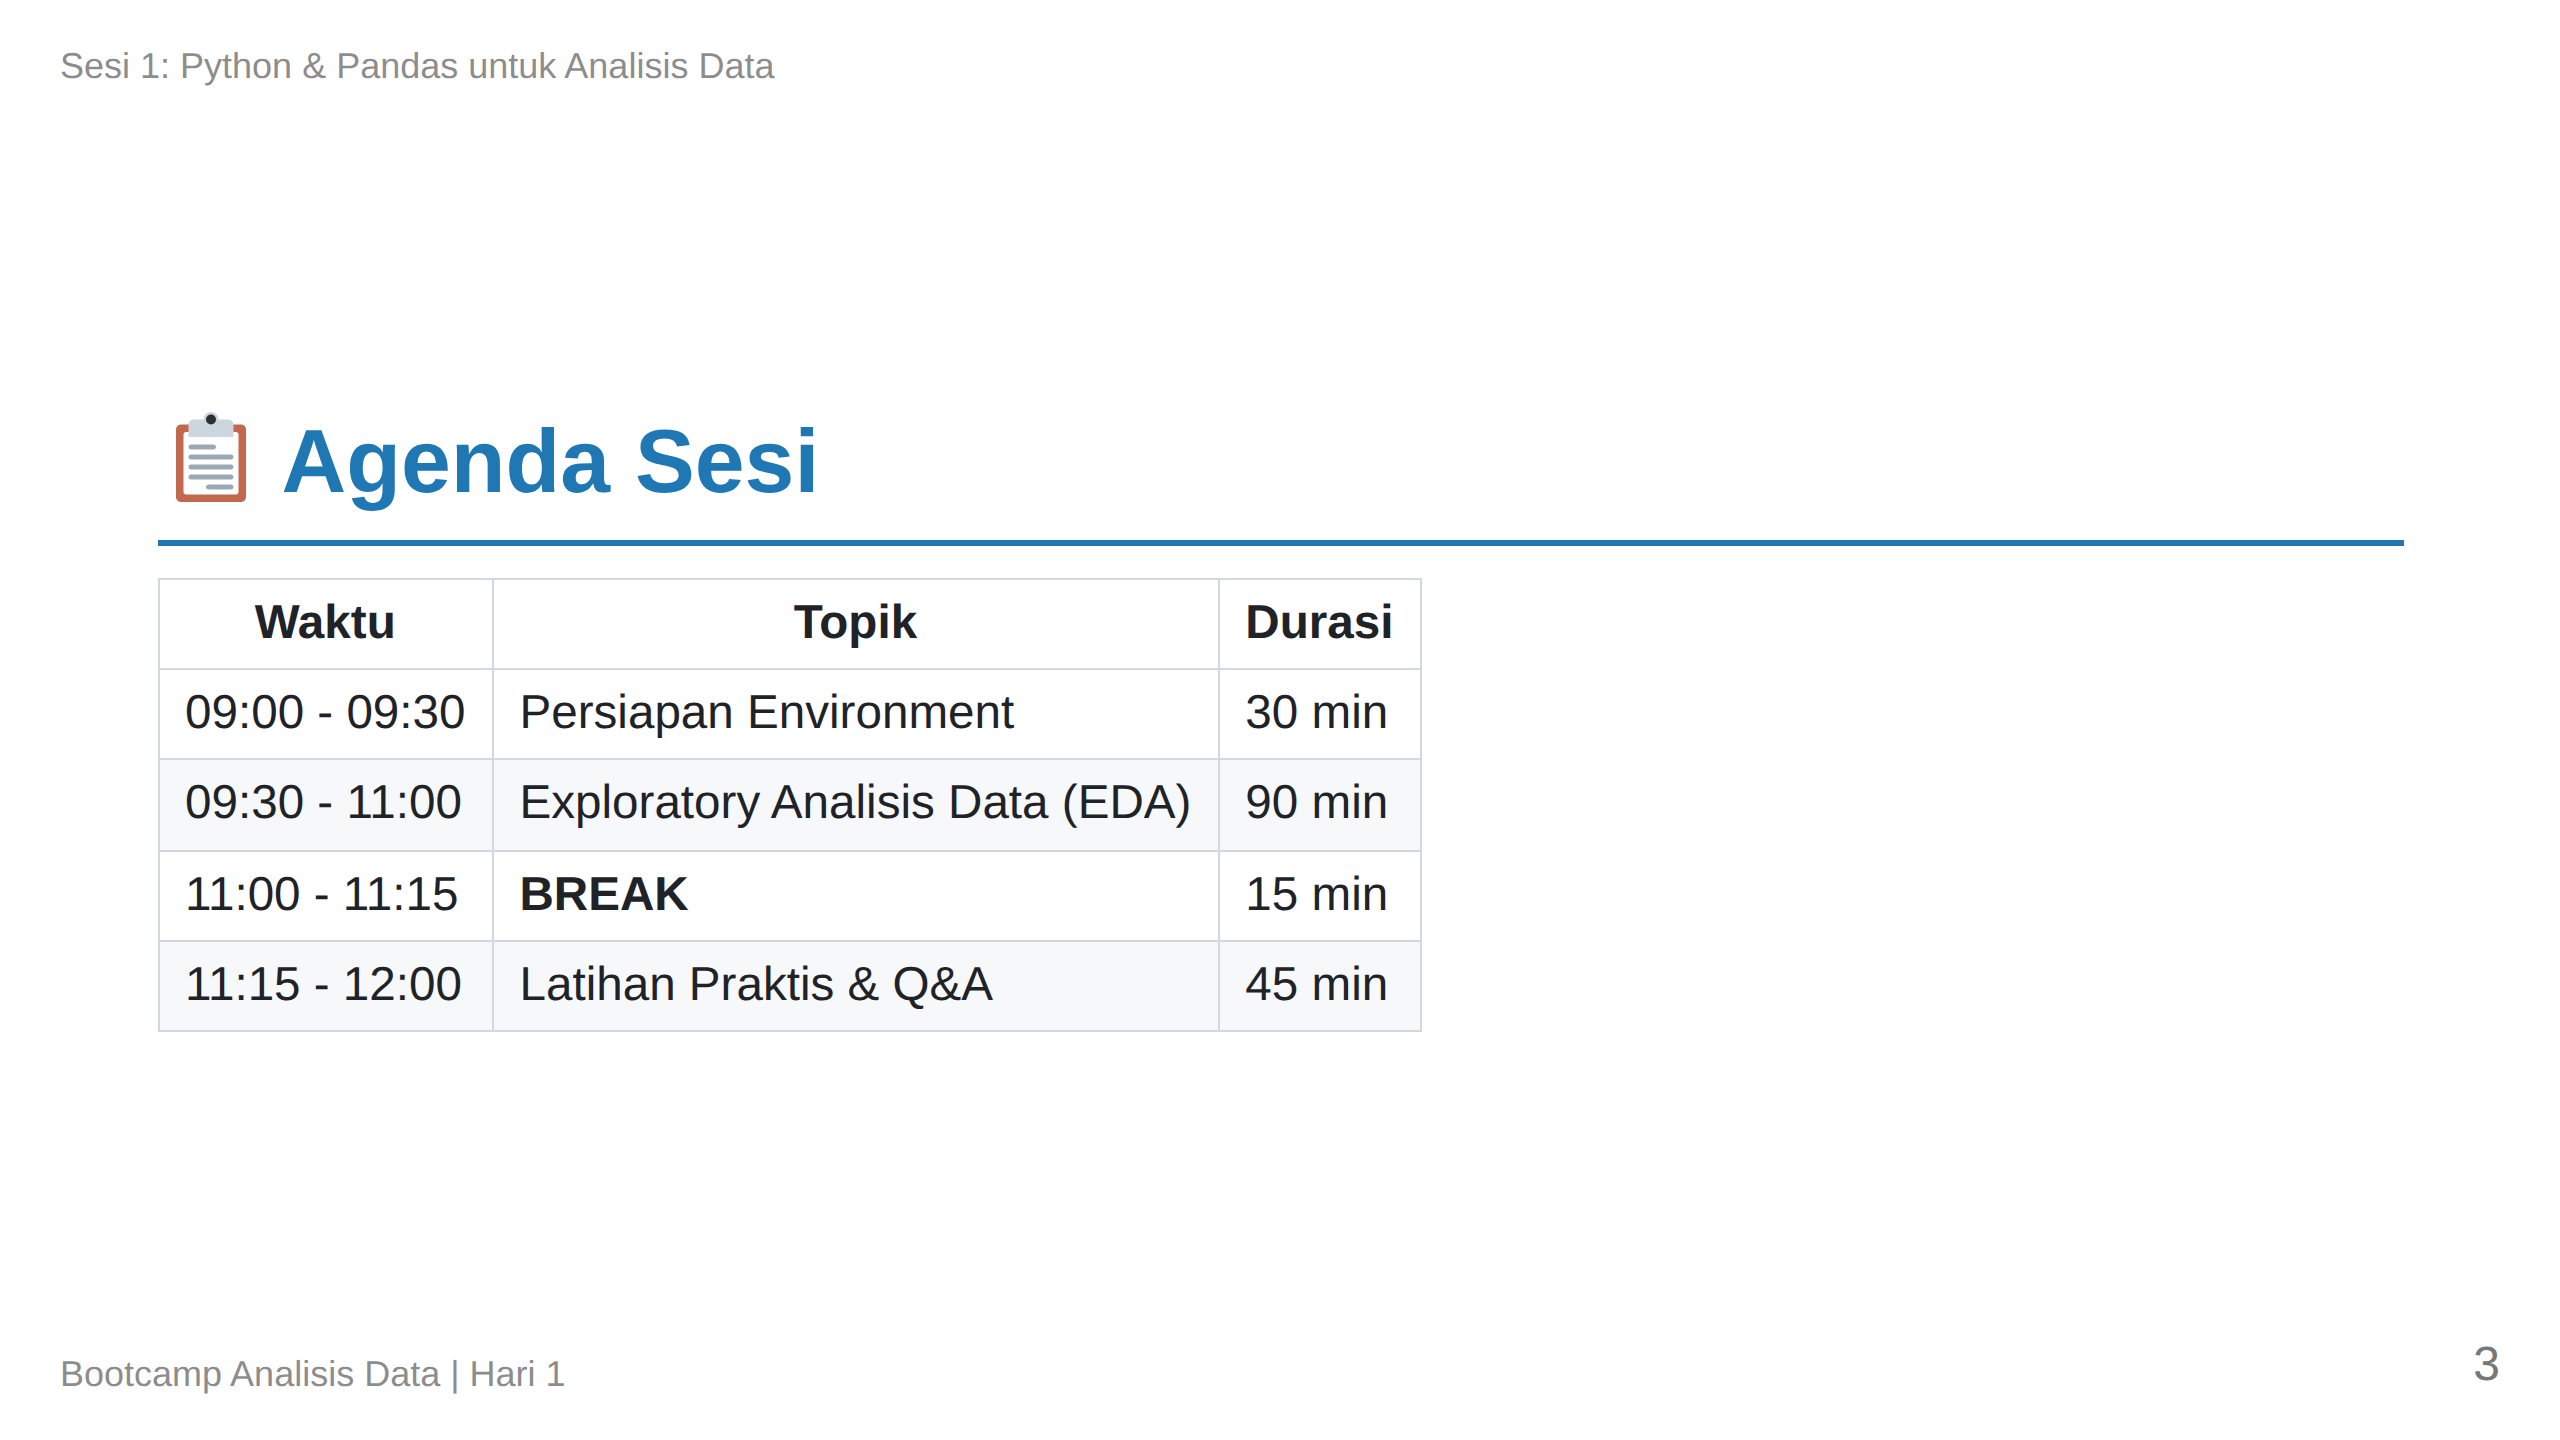 Sesi 1: Python & Pandas untuk Analisis Data
Agenda Sesi
Waktu Topik Durasi
09:00 - 09:30 Persiapan Environment 30 min
09:30 - 11:00 Exploratory Analisis Data (EDA) 90 min
11:00 - 11:15 BREAK 15 min
11:15 - 12:00 Latihan Praktis & Q&A 45 min
Bootcamp Analisis Data | Hari 1
3